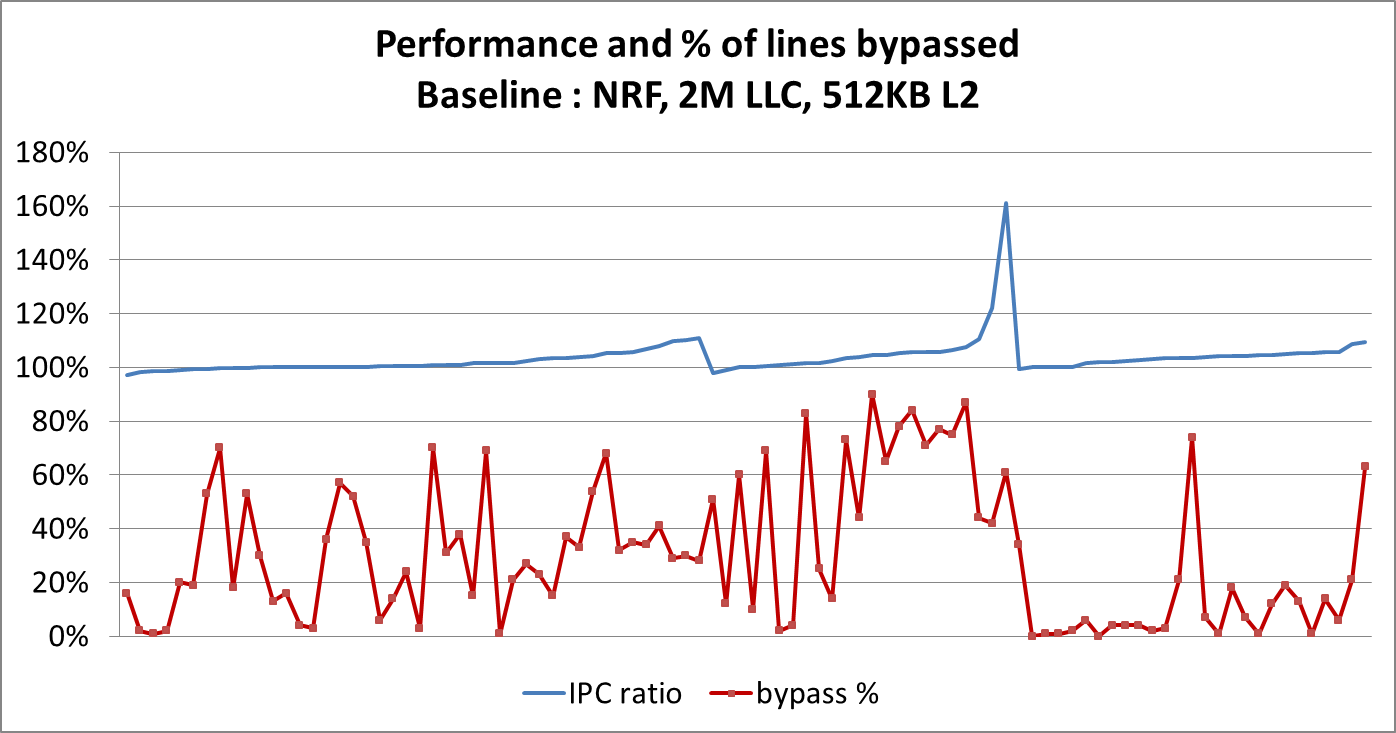 Performance and % of lines bypassed
Baseline : NRF, 2M LLC, 512KB L2
180%
160%
140%
120%
100%
80%
60%
40%
20%
0%
IPC ratio
bypass %